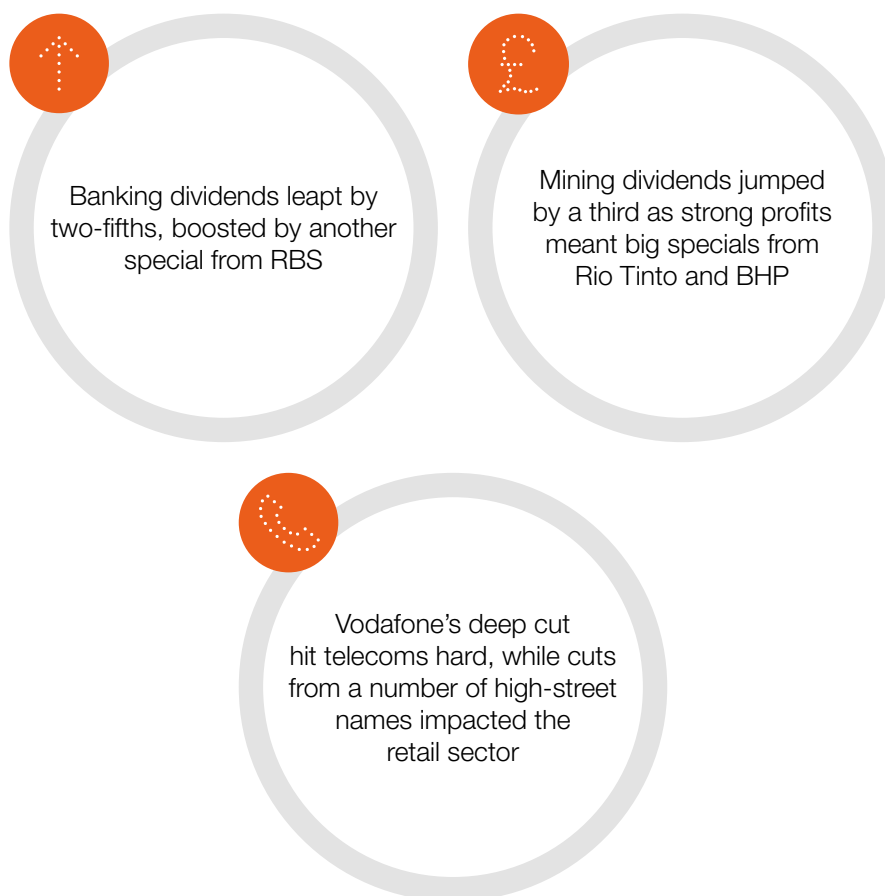 Banking dividends leapt by
two-fifths, boosted by another
special from RBS
Mining dividends jumped
by a third as strong profits
meant big specials from
Rio Tinto and BHP
Vodafone’s deep cut
hit telecoms hard, while cuts
from a number of high-street
names impacted the
retail sector